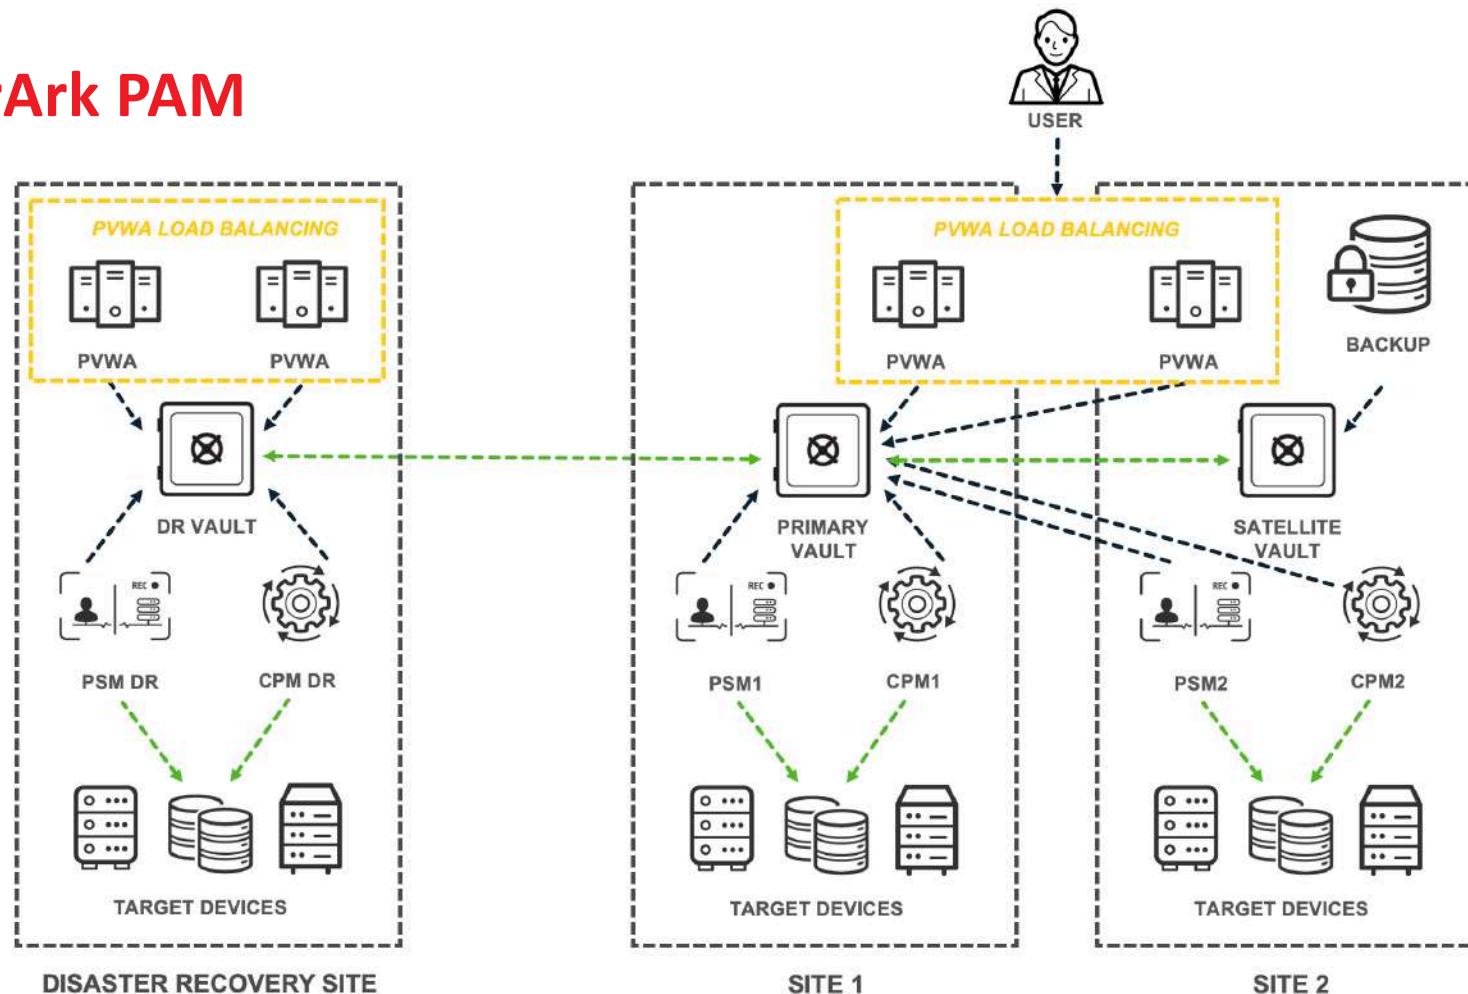 rArk PAM
USER
PVWA LOAD BALANCING
PVWA
PVWA
DR VAULT
REC
PSM DR
CPM DR
TARGET DEVICES
DISASTER RECOVERY SITE
PVWA LOAD BALANCING
PVWA
PVWA
BACKUP
PRIMARY
VAULT
SATELLITE
VAULT
REC
PSM1
CPM1
REC
PSM2
CPM2
TARGET DEVICES
TARGET DEVICES
SITE 1
SITE 2